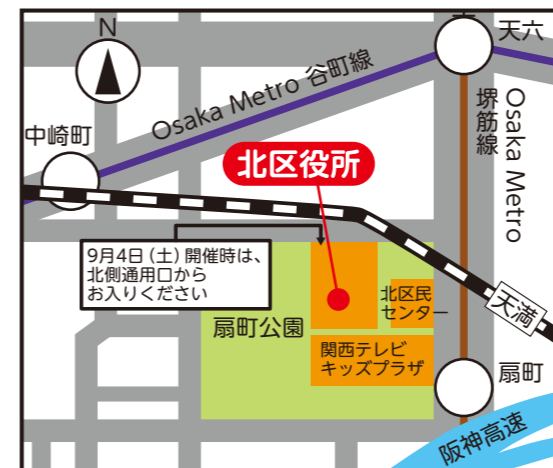 N
天六
Osaka Metro 谷町線
中崎町
Osaka Metro
堺筋線
北区役所
9月4日（土）開催時は、
北側通用口から
お入りください
北区民
センター
天満
扇町公園
関西テレビ
キッズプラザ
扇町
阪神高速